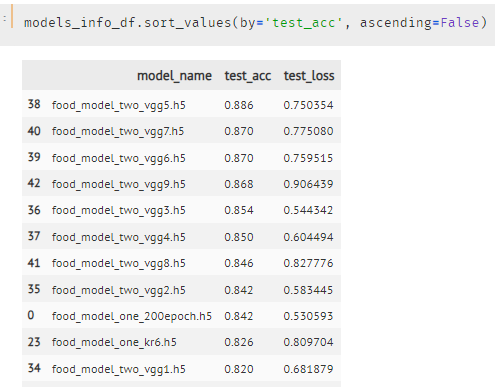 models_info_df.sort_values(by='test_acc', ascending=False)
model_name test_acc test_loss
38 food_model_two_vgg5.h5 0.886 0.750354
40 food_model_two_vgg7.h5 0.870 0.775080
39 food_model_two_vgg6.h5 0.870 0.759515
42 food_model_two_vgg9.h5 0.868 0.906439
36 food_model_two_vgg3.h5 0.854 0.544342
37 food_model_two_vgg4.h5 0.850 0.604494
41 food_model_two_vgg8.h5 0.846 0.827776
35 food_model_two_vgg2.h5 0.842 0.583445
0 food_model_one_200epoch.h5 0.842 0.530593
23 food_model_one_kr6.h5 0.826 0.809704
34 food_model_two_vgg1.h5 0.820 0.681879